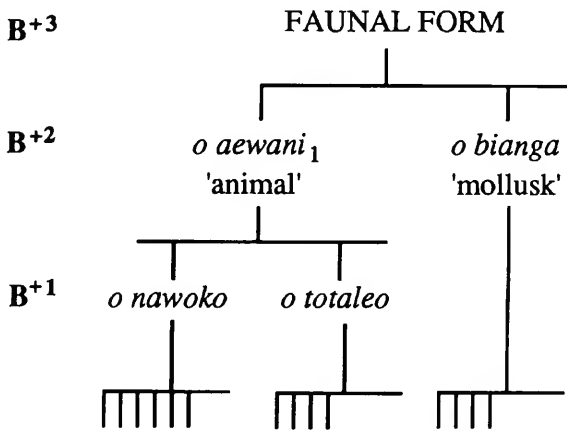 B+3 FAUNAL FORM
B+2 o aewani1 o bianga
'animal' 'mollusk'
B+1 o nawoko o totaleo